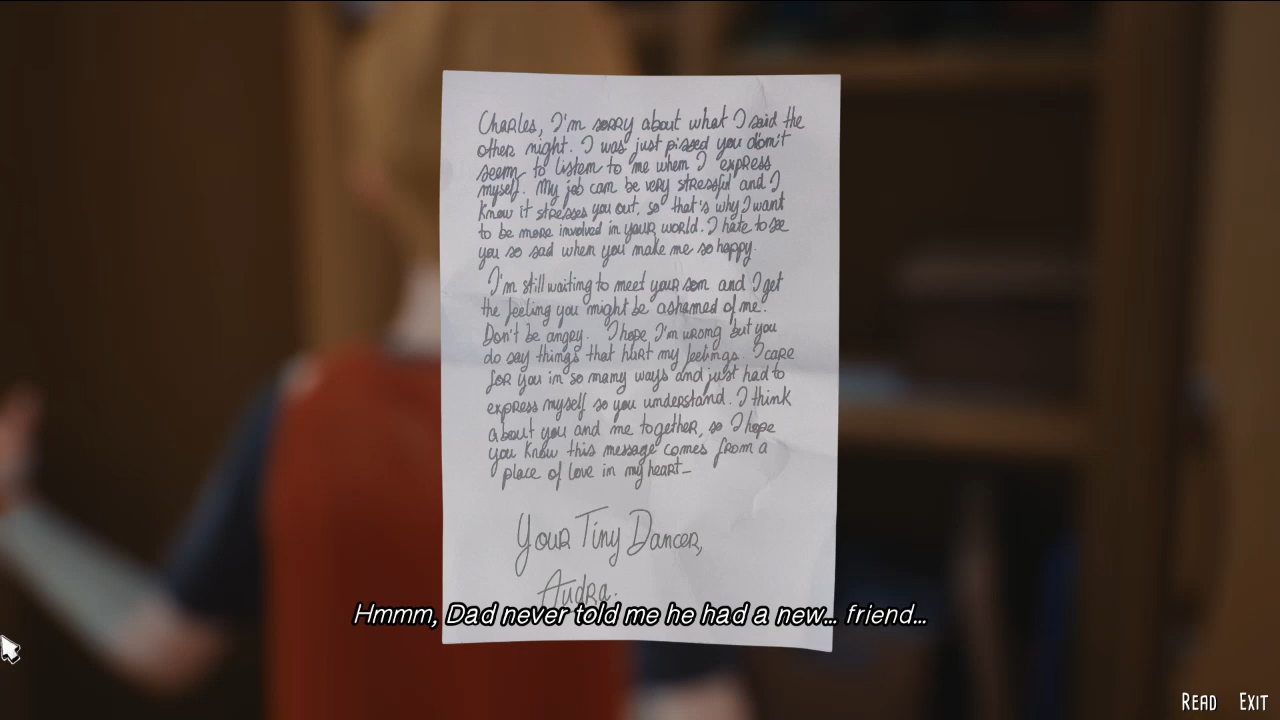 Charles, I'm sorry about what I said the
other night. I was just pissed you don't
seem to listen to me when I express
myself. My job can be very stressful and I
know it stresses you out, so that's why I want
to be more involved in your world. I hate to see
you so sad when you make me so happy.
I'm still waiting to meet your son and I get
the feeling you might be ashamed of me.
Don't be angry. I hope I'm wrong but you
do say things that hurt my feelings. I care
for you in so many ways and just had to
express myself so you understand. I think
about you and me together, so I hope
you know this message comes from a
place of love in my heart_
Your Tiny Dancer,
Audra.
Hmmm, Dad never told me he had a new... friend...
READ EXIT